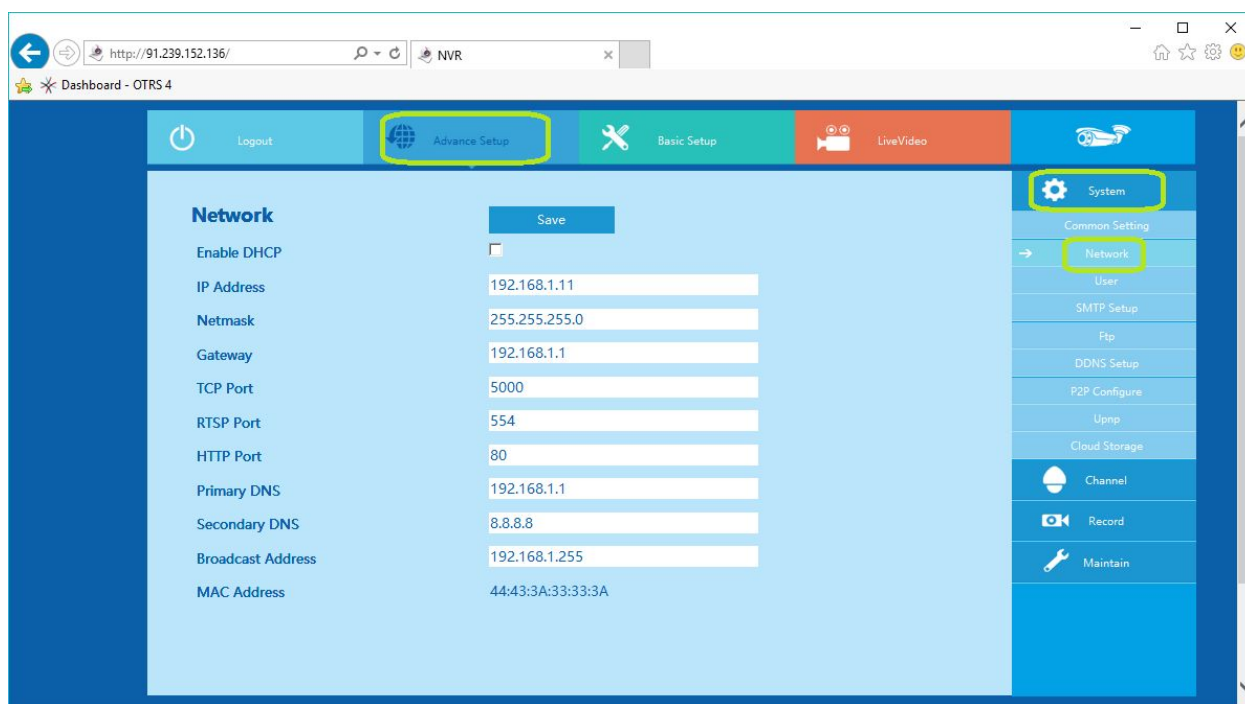 http://91.239.152.136/
NVR
Dashboard - OTRS 4
Logout
Advance Setup
Basic Setup
LiveVideo
Network
Save
Enable DHCP
IP Address 192.168.1.11
Netmask 255.255.255.0
Gateway 192.168.1.1
TCP Port 5000
RTSP Port 554
HTTP Port 80
Primary DNS 192.168.1.1
Secondary DNS 8.8.8.8
Broadcast Address 192.168.1.255
MAC Address 44:43:3A:33:33:3A
System
Common Setting
Network
User
SMTP Setup
Ftp
DDNS Setup
P2P Configure
Upnp
Cloud Storage
Channel
Record
Maintain